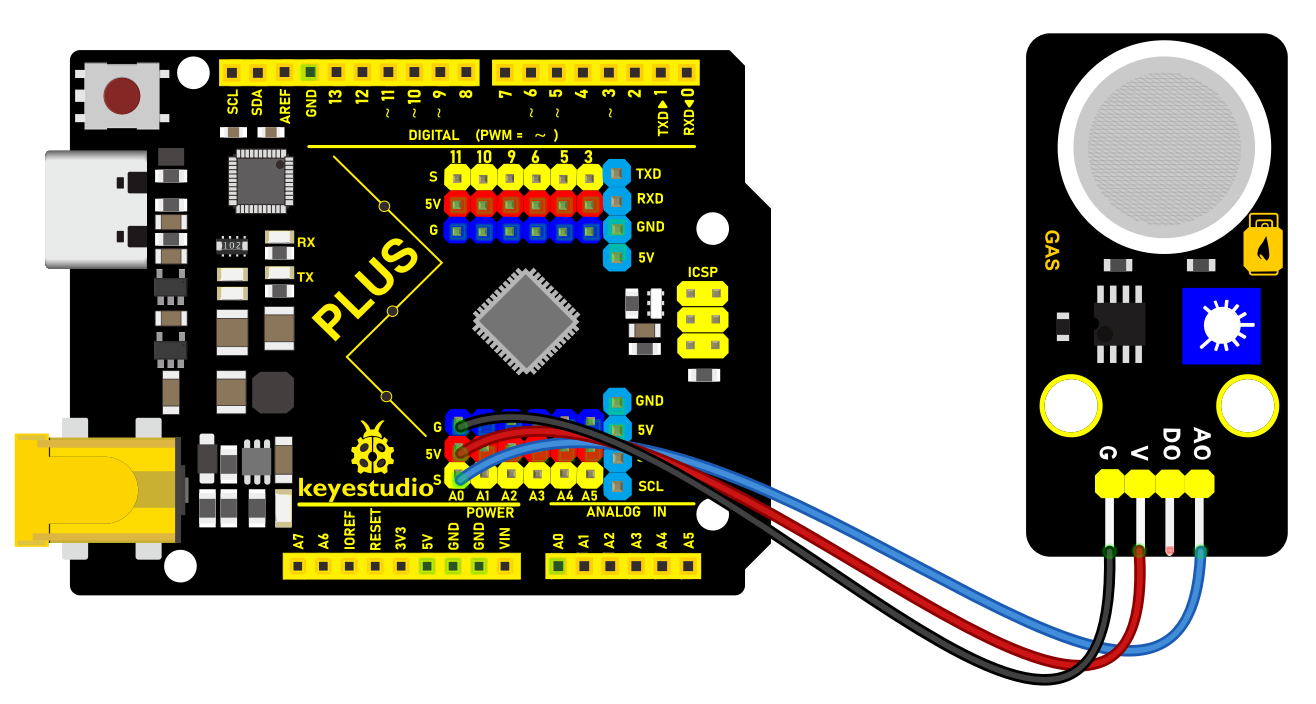 SCL SDA AREF GND 13 12 ~11 ~10 ~9 8 7 ~6 ~5 4 ~3 2 TXD▶1 RXD◀0
DIGITAL (PWM = ~ )
11 10 9 6 5 3
S
5V
G
TXD
RXD
GND
5V
102
RX
TX
PLUS
ICSP
G
5V
S
GND
5V
SCL
keyestudio
A0 A1 A2 A3 A4 A5
POWER
ANALOG IN
A7 A6 IOREF RESET 3V3 5V GND GND VIN
A0 A1 A2 A3 A4 A5
GAS
G V DO AO